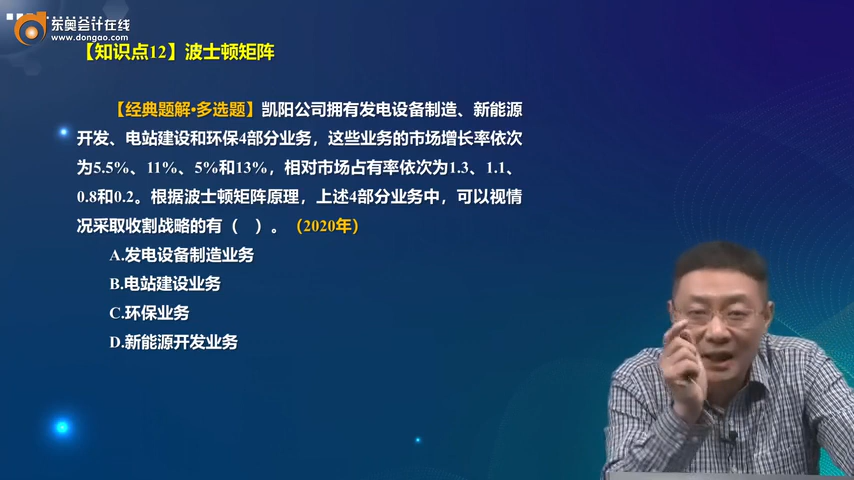 东奥会计在线
www.dongao.com
【知识点12】波士顿矩阵
【经典题解•多选题】凯阳公司拥有发电设备制造、新能源
开发、电站建设和环保4部分业务，这些业务的市场增长率依次
为5.5%、11%、5%和13%，相对市场占有率依次为1.3、1.1、
0.8和0.2。根据波士顿矩阵原理，上述4部分业务中，可以视情
况采取收割战略的有（　）。（2020年）
A.发电设备制造业务
B.电站建设业务
C.环保业务
D.新能源开发业务